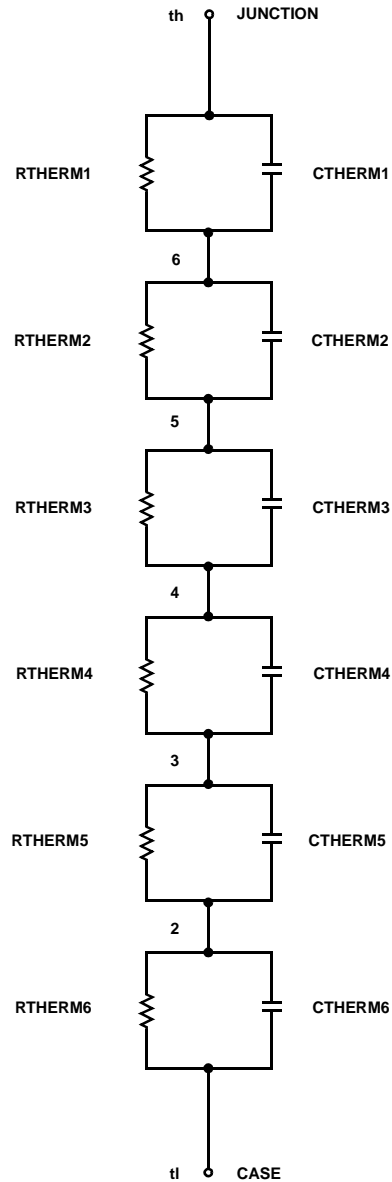 th JUNCTION
RTHERM1 CTHERM1
6
RTHERM2 CTHERM2
5
RTHERM3 CTHERM3
4
RTHERM4 CTHERM4
3
RTHERM5 CTHERM5
2
RTHERM6 CTHERM6
tl CASE